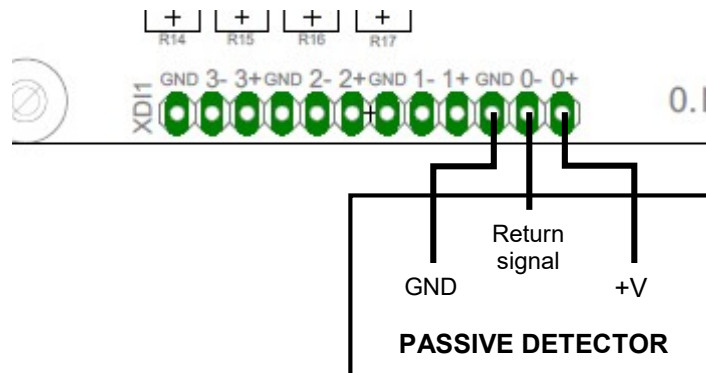 R14 R15 R16 R17
GND 3- 3+ GND 2- 2+ GND 1- 1+ GND 0- 0+
XDI1
Return
signal
GND
+V
PASSIVE DETECTOR